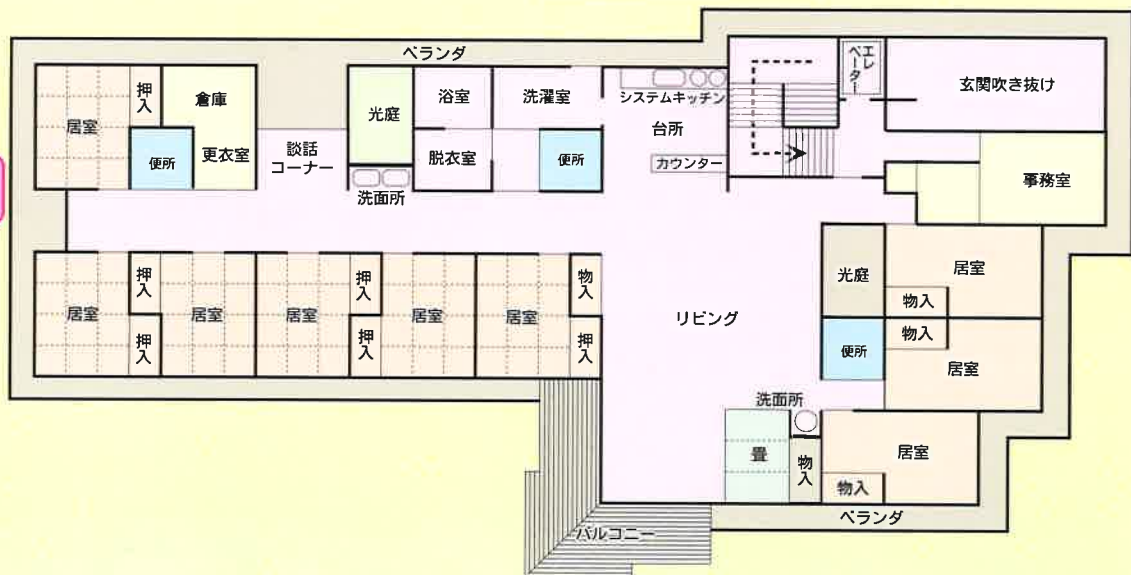 ベランダ
エレ
ベーター
玄関吹き抜け
居室
押入
倉庫
便所
更衣室
談話
コーナー
光庭
浴室
洗濯室
脱衣室
便所
洗面所
システムキッチン
台所
カウンター
事務室
居室
押入
押入
居室
居室
押入
押入
居室
居室
物入
押入
リビング
光庭
居室
物入
物入
便所
居室
洗面所
畳
物入
居室
物入
ベランダ
バルコニー